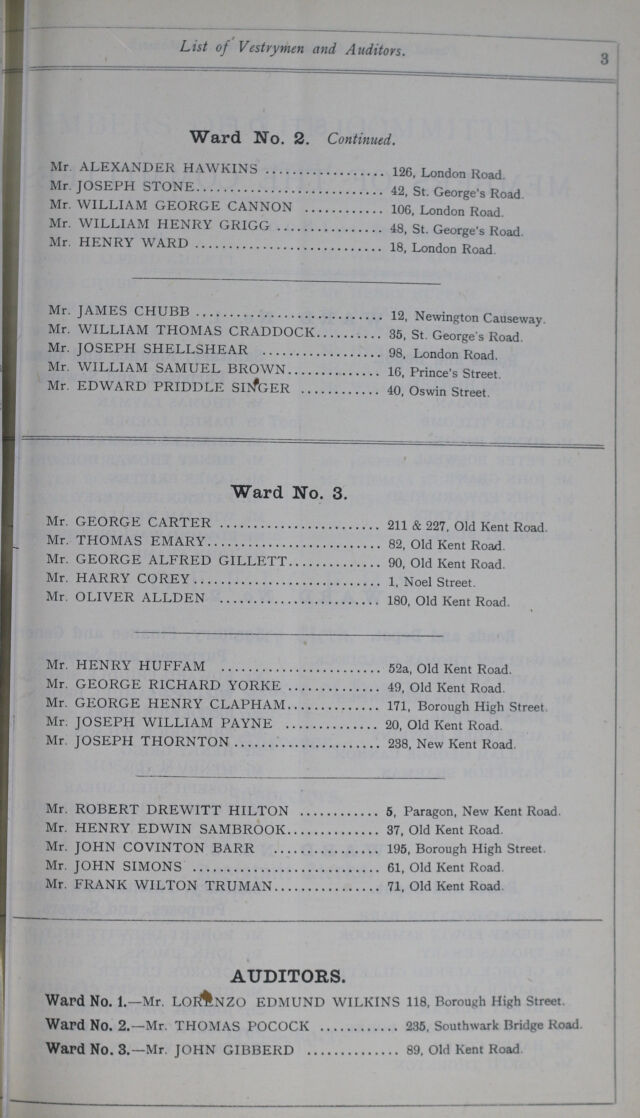 List of Vestrymen and Auditors. 3
Ward No. 2. Continued.
Mr. ALEXANDER HAWKINS .................. 126, London Road.
Mr. JOSEPH STONE............................ 42, St. George's Road.
Mr. WILLIAM GEORGE CANNON ............ 106, London Road.
Mr. WILLIAM HENRY GRIGG ................ 48, St. George's Road.
Mr. HENRY WARD ............................ 18, London Road.
Mr. JAMES CHUBB ............................ 12, Newington Causeway.
Mr. WILLIAM THOMAS CRADDOCK.......... 35, St. George's Road.
Mr. JOSEPH SHELLSHEAR .................. 98, London Road.
Mr. WILLIAM SAMUEL BROWN.............. 16, Prince's Street.
Mr. EDWARD PRIDDLE SINGER ............ 40, Oswin Street.
Ward No. 3.
Mr. GEORGE CARTER ........................ 211 & 227, Old Kent Road.
Mr. THOMAS EMARY.......................... 82, Old Kent Road.
Mr. GEORGE ALFRED GILLETT.............. 90, Old Kent Road.
Mr. HARRY COREY............................ 1, Noel Street.
Mr. OLIVER ALLDEN ........................ 180, Old Kent Road.
Mr. HENRY HUFFAM ........................ 52a, Old Kent Road.
Mr. GEORGE RICHARD YORKE .............. 49, Old Kent Road.
Mr. GEORGE HENRY CLAPHAM.............. 171, Borough High Street.
Mr. JOSEPH WILLIAM PAYNE .............. 20, Old Kent Road.
Mr. JOSEPH THORNTON ...................... 238, New Kent Road.
Mr. ROBERT DREWITT HILTON ............ 5, Paragon, New Kent Road.
Mr. HENRY EDWIN SAMBROOK.............. 37, Old Kent Road.
Mr. JOHN COVINTON BARR ................ 195, Borough High Street.
Mr. JOHN SIMONS ............................ 61, Old Kent Road.
Mr. FRANK WILTON TRUMAN................ 71, Old Kent Road.
AUDITORS.
Ward No. 1.—Mr. LORENZO EDMUND WILKINS 118, Borough High Street.
Ward No. 2.—Mr. THOMAS POCOCK ............ 235, Southwark Bridge Road.
Ward No. 3.—Mr. JOHN GIBBERD .............. 89, Old Kent Road.